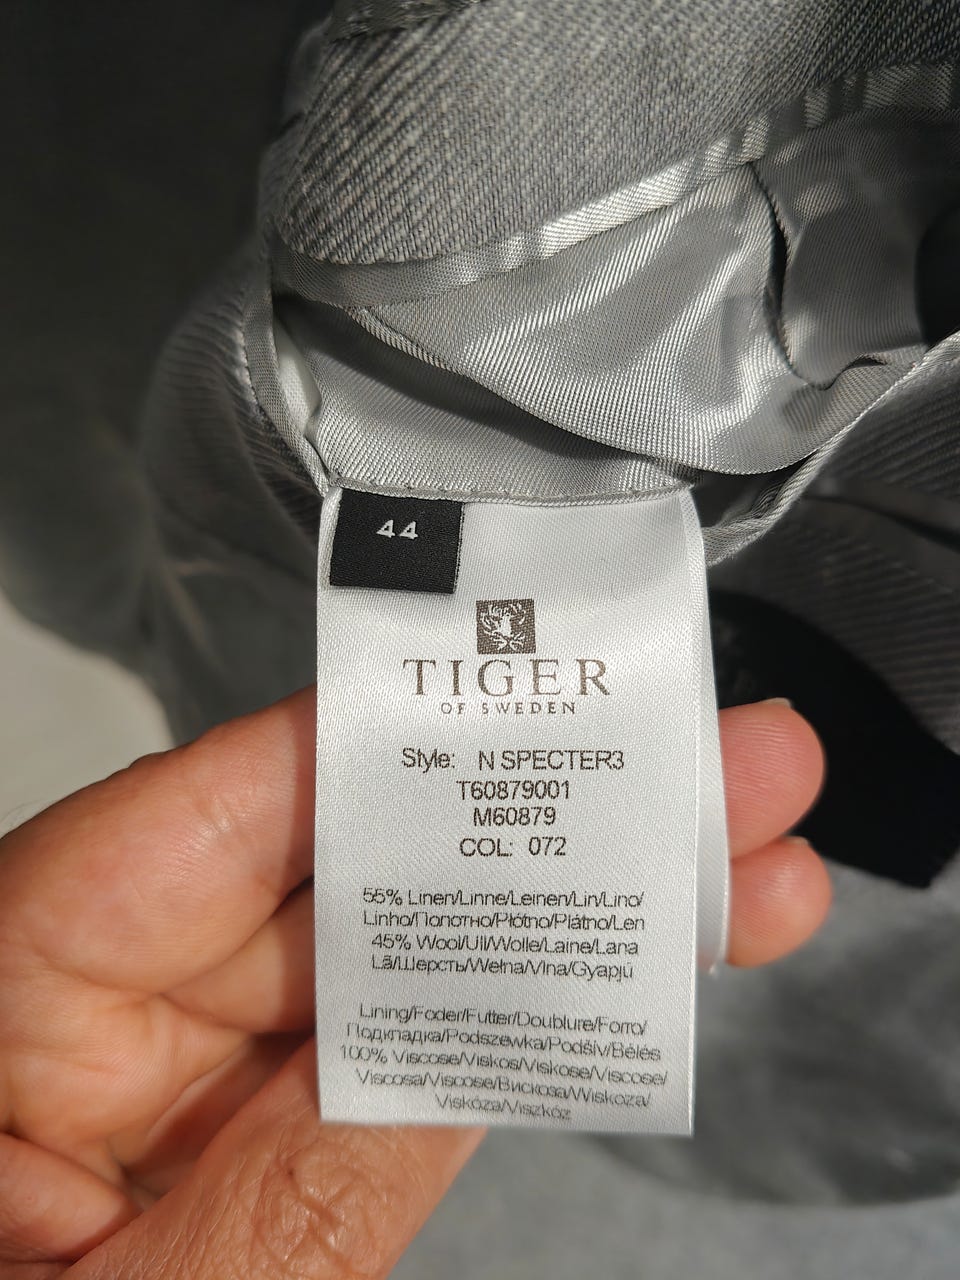 44
TIGER
OF SWEDEN
Style: N SPECTER3
T60879001
M60879
COL: 072
55% Linen/Linne/Leinen/Lin/Lino/
Linho/Полотно/Płótno/Plátno/Len
45% Wool/Ull/Wolle/Laine/Lana
Lã/Шерсть/Wełna/Vlna/Gyapjú
Lining/Foder/Futter/Doublure/Forro/
Подкладка/Podszewka/Podšív/Bélés
100% Viscose/Viskos/Viskose/Viscose/
Viscosa/Viscose/Вискоза/Wiskoza/
Viskóza/Viszkóz